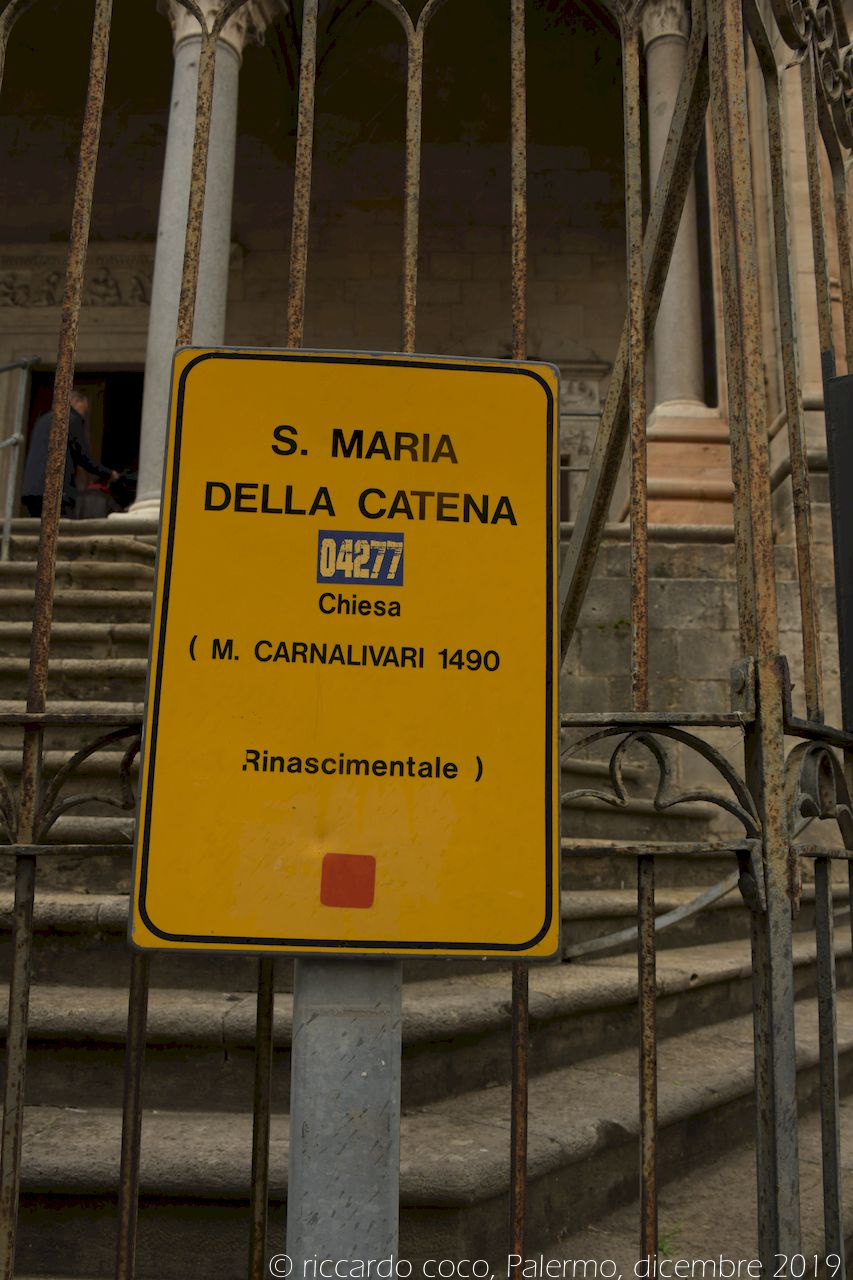 S. MARIA
DELLA CATENA
04277
Chiesa
( M. CARNALIVARI 1490
Rinascimentale )
© riccardo coco, Palermo, dicembre 2019